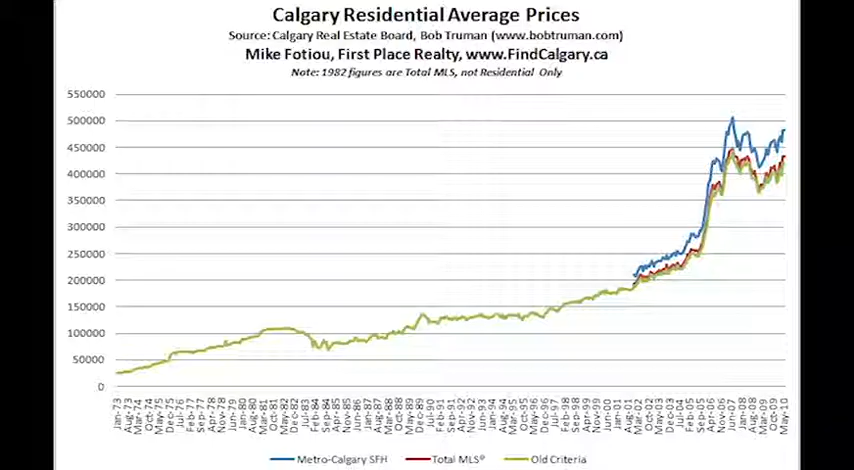 Calgary Residential Average Prices
Source: Calgary Real Estate Board, Bob Truman (www.bobtruman.com)
Mike Fotiou, First Place Realty, www.FindCalgary.ca
Note: 1982 figures are Total MLS, not Residential Only
550000
500000
450000
400000
350000
300000
250000
200000
150000
100000
50000
0
Jan-73 Aug-73 Mar-74 Oct-74 May-75 Dec-75 Jul-76 Feb-77 Sep-77 Apr-78 Nov-78 Jun-79 Jan-80 Aug-80 Mar-81 Oct-81 May-82 Dec-82 Jul-83 Feb-84 Sep-84 Apr-85 Nov-85 Jun-86 Jan-87 Aug-87 Mar-88 Oct-88 May-89 Dec-89 Jul-90 Feb-91 Sep-91 Apr-92 Nov-92 Jun-93 Jan-94 Aug-94 Mar-95 Oct-95 May-96 Dec-96 Jul-97 Feb-98 Sep-98 Apr-99 Nov-99 Jun-00 Jan-01 Aug-01 Mar-02 Oct-02 May-03 Dec-03 Jul-04 Feb-05 Sep-05 Apr-06 Nov-06 Jun-07 Jan-08 Aug-08 Mar-09 Oct-09 May-10
Metro-Calgary SFH Total MLS® Old Criteria